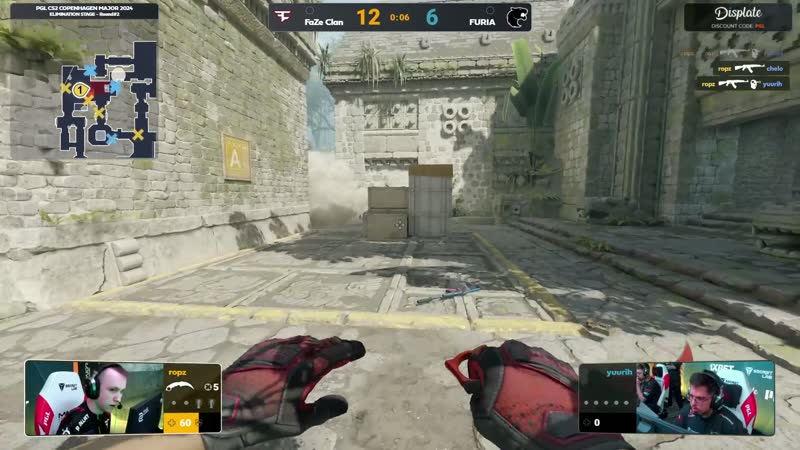 PGL CS2 COPENHAGEN MAJOR 2024
ELIMINATION STAGE - Round#2
FaZe Clan 12 0:06 6 FURIA
Displate
DISCOUNT CODE: PGL
ropz chelo
ropz yuurih
1
A
ropz
5
60
yuurih
0